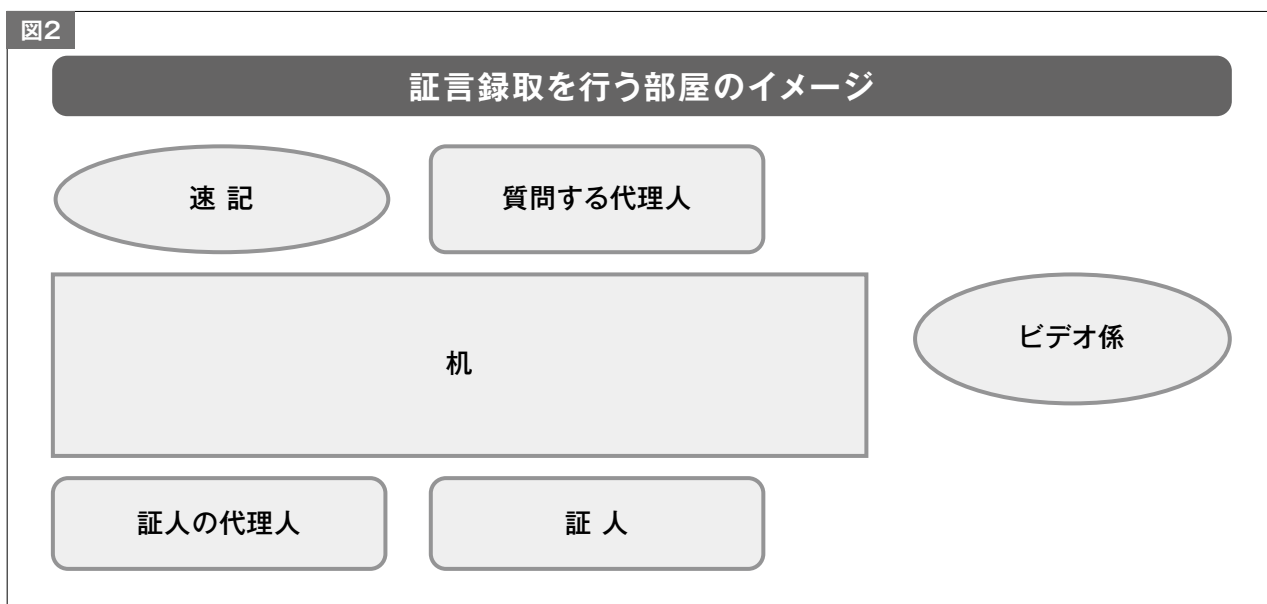 図2
証言録取を行う部屋のイメージ
速 記
質問する代理人
机
ビデオ係
証人の代理人
証 人